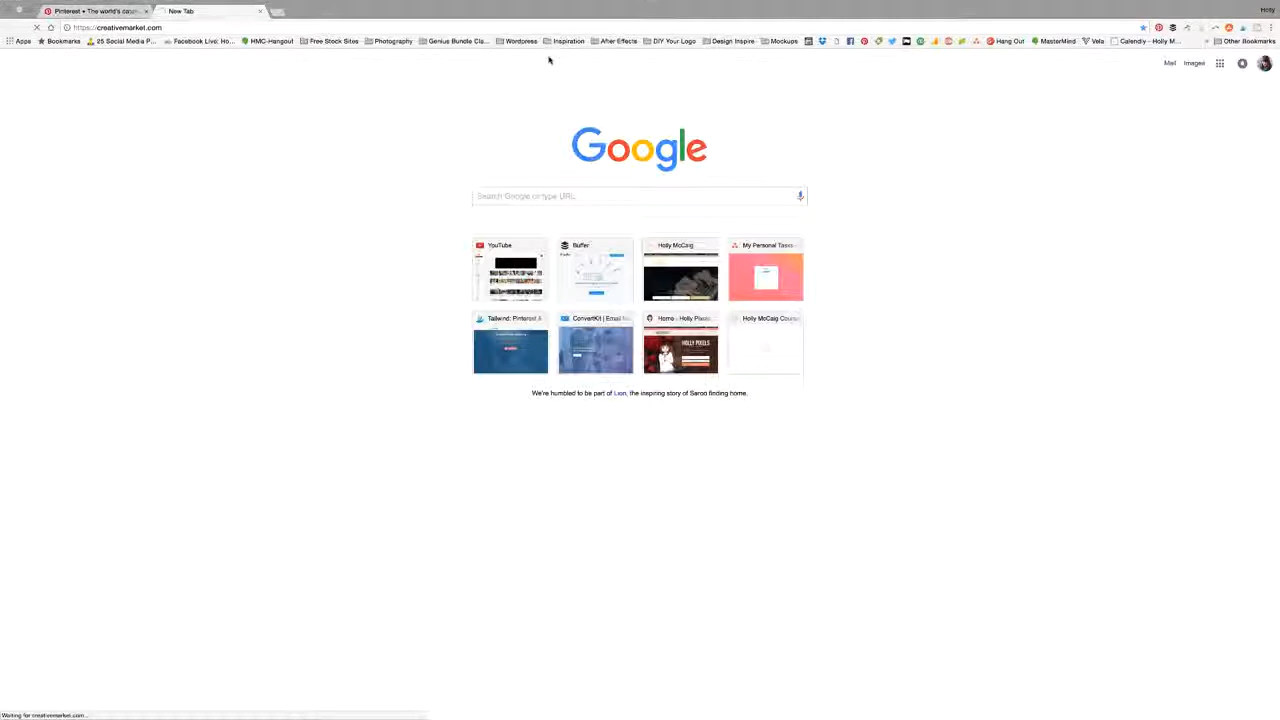 Pinterest • The world's catal... New Tab Holly
https://creativemarket.com
Apps Bookmarks 25 Social Media P... Facebook Live: Ho... HMC-Hangout Free Stock Sites Photography Genius Bundle Cla... Wordpress Inspiration After Effects DIY Your Logo Design Inspire Mockups Hang Out MasterMind Vela Calendly - Holly M... » Other Bookmarks
Mail Images
Google
Search Google or type URL
YouTube Buffer Holly McCaig My Personal Tasks
HOLLY PIXELS
Tailwind: Pinterest A ConvertKit | Email Home - Holly Pixels Holly McCaig Cours
We're humbled to be part of Lion, the inspiring story of Saroo finding home.
Waiting for creativemarket.com...